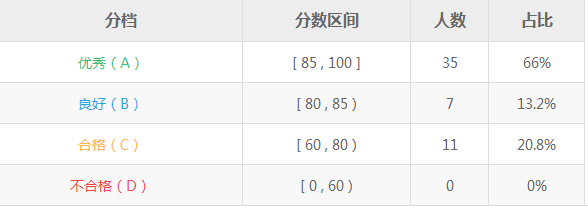 分档 分数区间 人数 占比
优秀（A） [ 85 , 100 ] 35 66%
良好（B） [ 80 , 85 ) 7 13.2%
合格（C） [ 60 , 80 ) 11 20.8%
不合格（D） [ 0 , 60 ) 0 0%